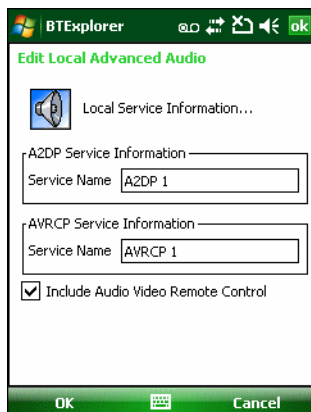 BTExplorer ok
Edit Local Advanced Audio
Local Service Information...
A2DP Service Information
Service Name A2DP 1
AVRCP Service Information
Service Name AVRCP 1
Include Audio Video Remote Control
OK Cancel